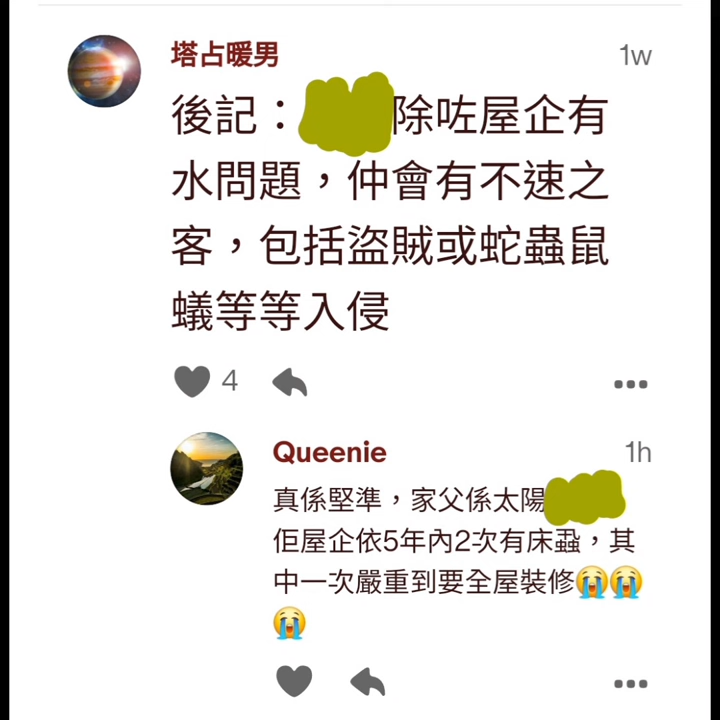 塔占暖男
1w
後記：
除咗屋企有
水問題，仲會有不速之
客，包括盜賊或蛇蟲鼠
蟻等等入侵
4
Queenie
1h
真係堅準，家父係太陽
佢屋企依5年內2次有床蝨，其
中一次嚴重到要全屋裝修😭😭
😭